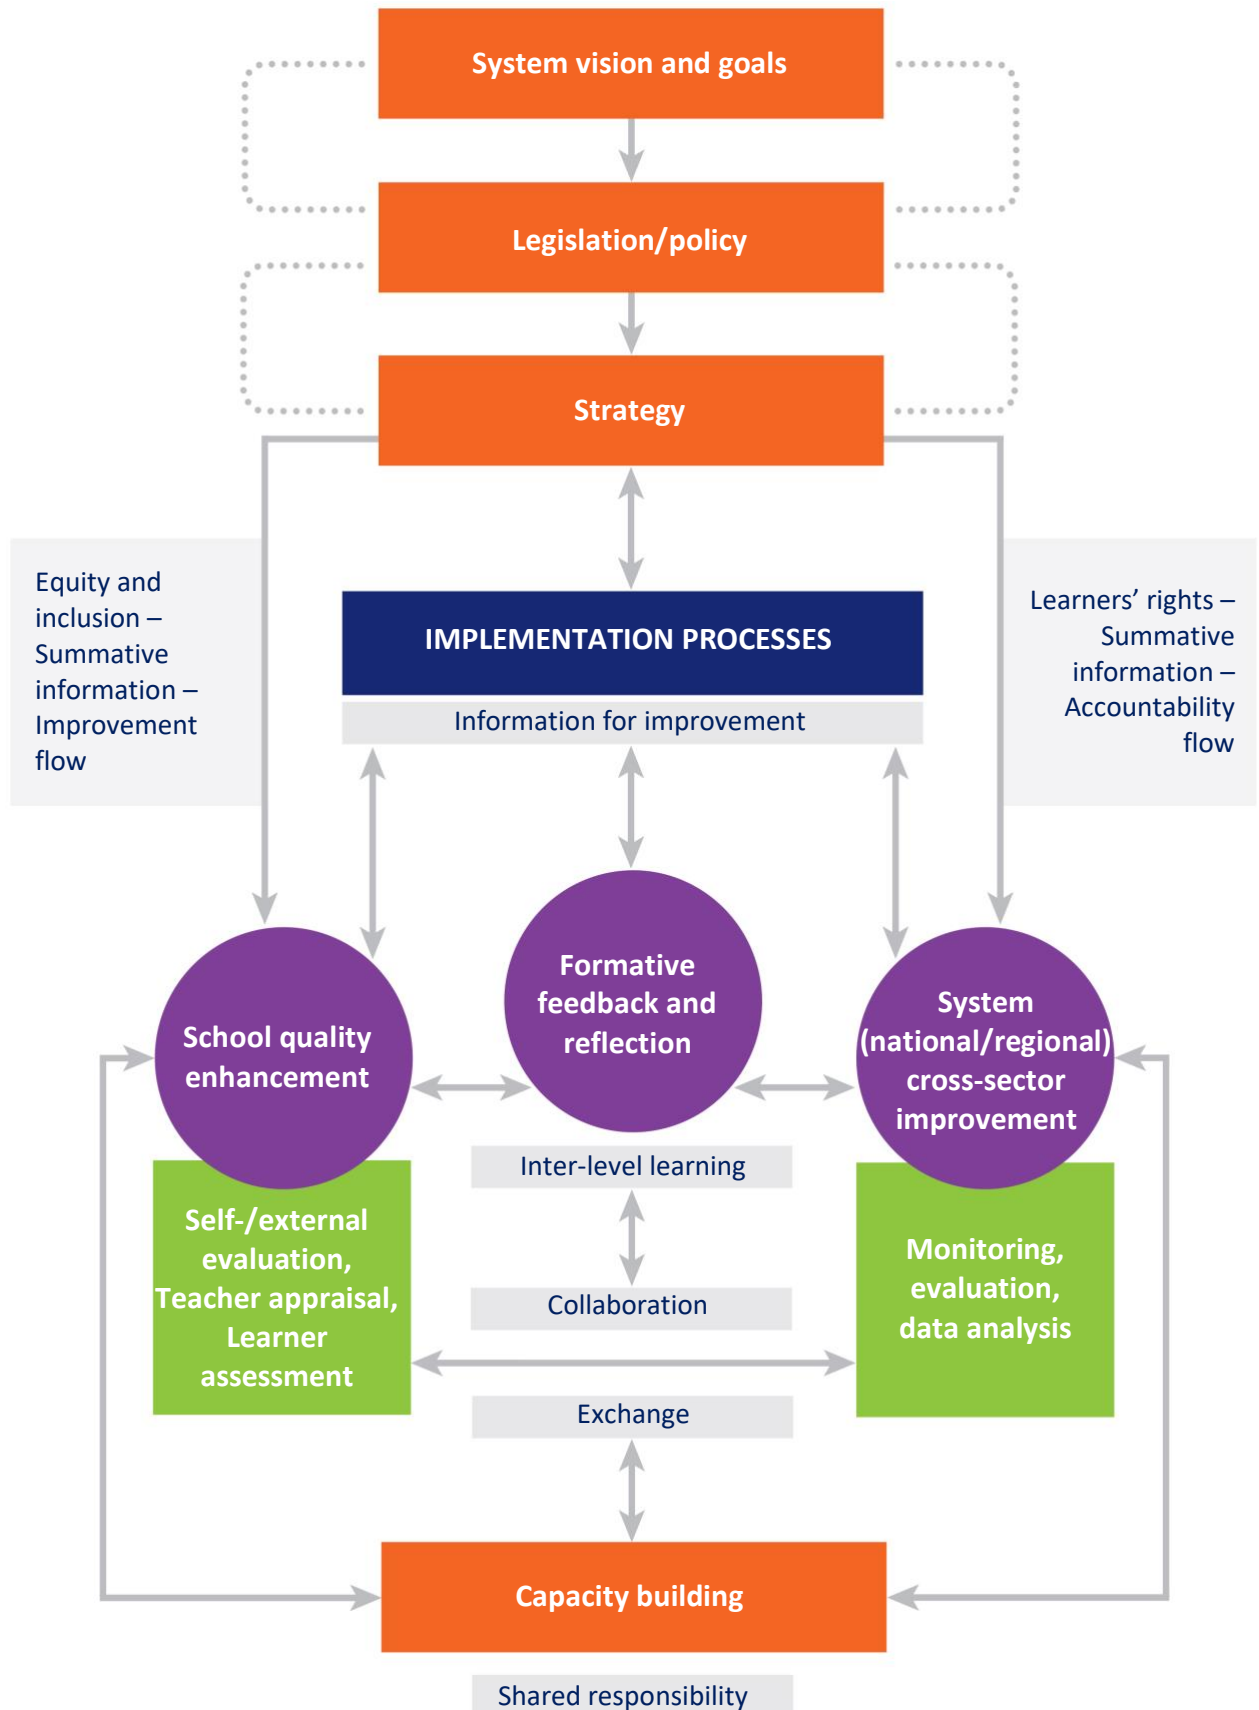 System vision and goals
Legislation/policy
Strategy
Equity and
inclusion –
Summative
information –
Improvement
flow
Learners’ rights –
Summative
information –
Accountability
flow
IMPLEMENTATION PROCESSES
Information for improvement
School quality
enhancement
Formative
feedback and
reflection
System
(national/regional)
cross-sector
improvement
Self-/external
evaluation,
Teacher appraisal,
Learner
assessment
Inter-level learning
Collaboration
Monitoring,
evaluation,
data analysis
Exchange
Capacity building
Shared responsibility